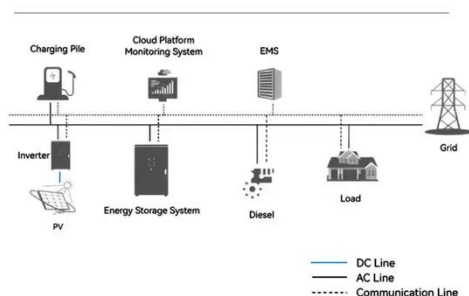 Charging Pile
Cloud Platform
Monitoring System
EMS
Grid
Inverter
PV
Energy Storage System
Diesel
Load
DC Line
AC Line
Communication Line